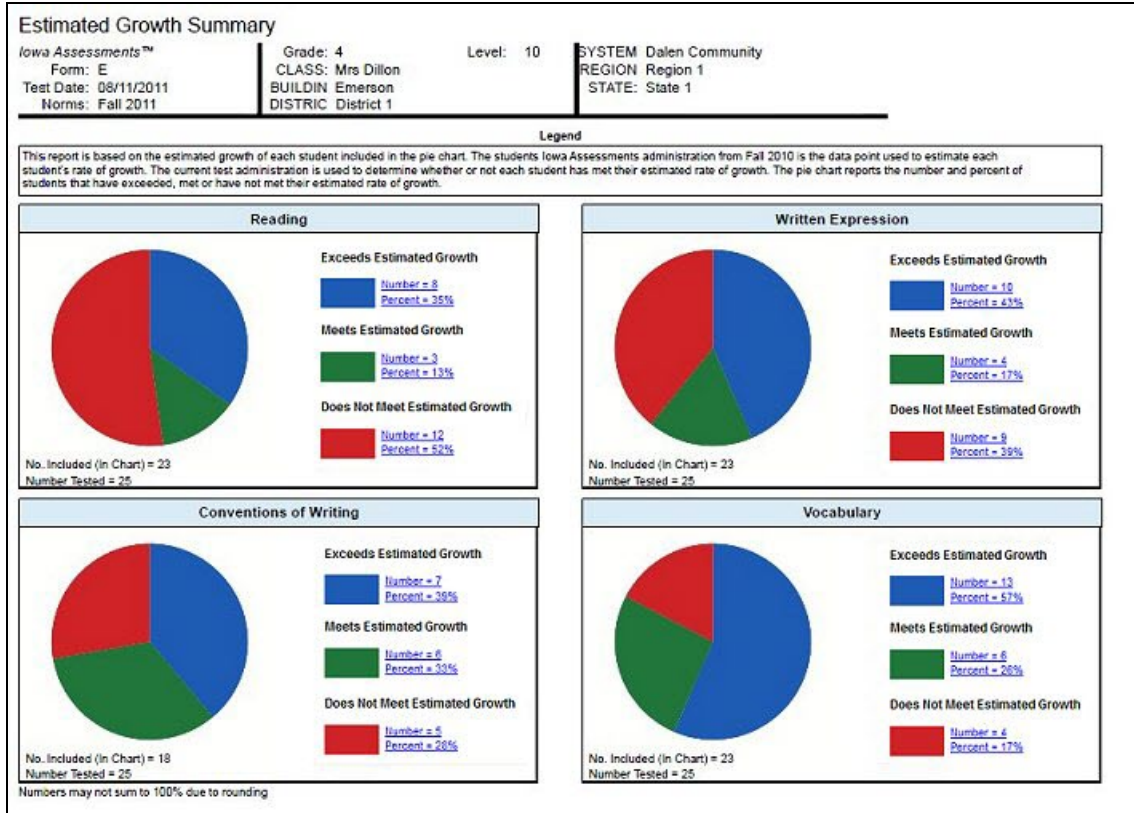 Estimated Growth Summary
Iowa Assessments™
Form: E
Test Date: 08/11/2011
Norms: Fall 2011
Grade: 4
Level: 10
CLASS: Mrs Dillon
BUILDIN Emerson
DISTRIC District 1
SYSTEM Dalen Community
REGION Region 1
STATE: State 1
Legend
This report is based on the estimated growth of each student included in the pie chart. The students Iowa Assessments administration from Fall 2010 is the data point used to estimate each
student's rate of growth. The current test administration is used to determine whether or not each student has met their estimated rate of growth. The pie chart reports the number and percent of
students that have exceeded, met or have not met their estimated rate of growth.
Reading
Exceeds Estimated Growth
Number = 8
Percent = 35%
Meets Estimated Growth
Number = 3
Percent = 13%
Does Not Meet Estimated Growth
Number = 12
Percent = 52%
No. Included (In Chart) = 23
Number Tested = 25
Written Expression
Exceeds Estimated Growth
Number = 10
Percent = 43%
Meets Estimated Growth
Number = 4
Percent = 17%
Does Not Meet Estimated Growth
Number = 9
Percent = 39%
No. Included (In Chart) = 23
Number Tested = 25
Conventions of Writing
Exceeds Estimated Growth
Number = 7
Percent = 39%
Meets Estimated Growth
Number = 6
Percent = 33%
Does Not Meet Estimated Growth
Number = 5
Percent = 28%
No. Included (In Chart) = 18
Number Tested = 25
Vocabulary
Exceeds Estimated Growth
Number = 13
Percent = 57%
Meets Estimated Growth
Number = 6
Percent = 26%
Does Not Meet Estimated Growth
Number = 4
Percent = 17%
No. Included (In Chart) = 23
Number Tested = 25
Numbers may not sum to 100% due to rounding